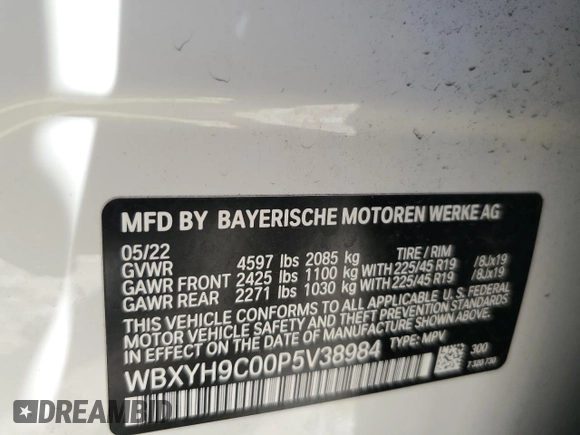 MFD BY BAYERISCHE MOTOREN WERKE AG
05/22 TIRE / RIM
GVWR 4597 lbs 2085 kg
GAWR FRONT 2425 lbs 1100 kg WITH 225/45 R19 /8Jx19
GAWR REAR 2271 lbs 1030 kg WITH 225/45 R19 /8Jx19
THIS VEHICLE CONFORMS TO ALL APPLICABLE U. S. FEDERAL
MOTOR VEHICLE SAFETY AND THEFT PREVENTION STANDARDS
IN EFFECT ON THE DATE OF MANUFACTURE SHOWN ABOVE.
WBXYH9C00P5V38984 TYPE: MPV 300
7 320 730
DREAMBID